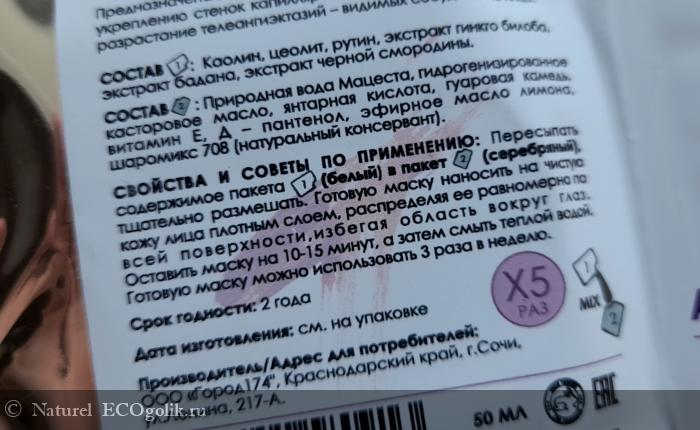 Предназначена
укреплению стенок капилляр
разрастание телеангиэктазий – видимых
СОСТАВ 1: Каолин, цеолит, рутин, экстракт гинкго билоба,
экстракт бадана, экстракт черной смородины.
СОСТАВ 2: Природная вода Мацеста, гидрогенизированное
касторовое масло, янтарная кислота, гуаровая камедь,
витамин Е, Д – пантенол, эфирное масло лимона,
шаромикс 708 (натуральный консервант).
СВОЙСТВА И СОВЕТЫ ПО ПРИМЕНЕНИЮ: Пересыпать
содержимое пакета 1 (белый) в пакет 2 (серебряный),
тщательно размешать. Готовую маску наносить на чистую
кожу лица плотным слоем, распределяя ее равномерно по
всей поверхности, избегая область вокруг глаз.
Оставить маску на 10-15 минут, а затем смыть теплой водой.
Готовую маску можно использовать 3 раза в неделю.
Срок годности: 2 года
X5
РАЗ
1
MIX
2
Дата изготовления: см. на упаковке
Производитель/Адрес для потребителей:
ООО «Город174", Краснодарский край, г.Сочи,
217-А.
50 МЛ
EAC
© Naturel ECOgolik.ru